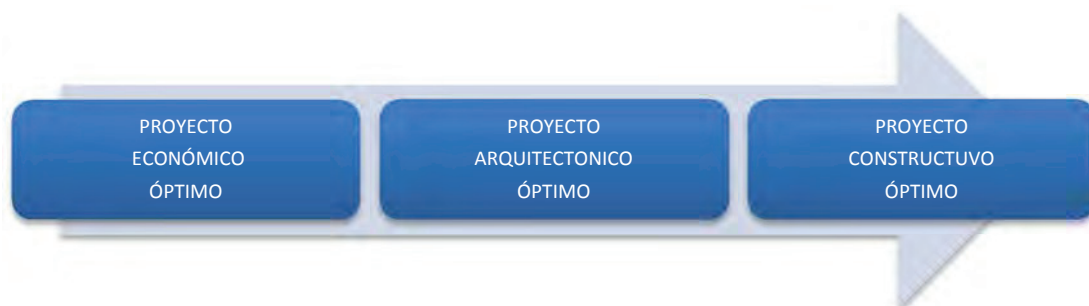 PROYECTO
ECONÓMICO
ÓPTIMO
PROYECTO
ARQUITECTONICO
ÓPTIMO
PROYECTO
CONSTRUCTUVO
ÓPTIMO